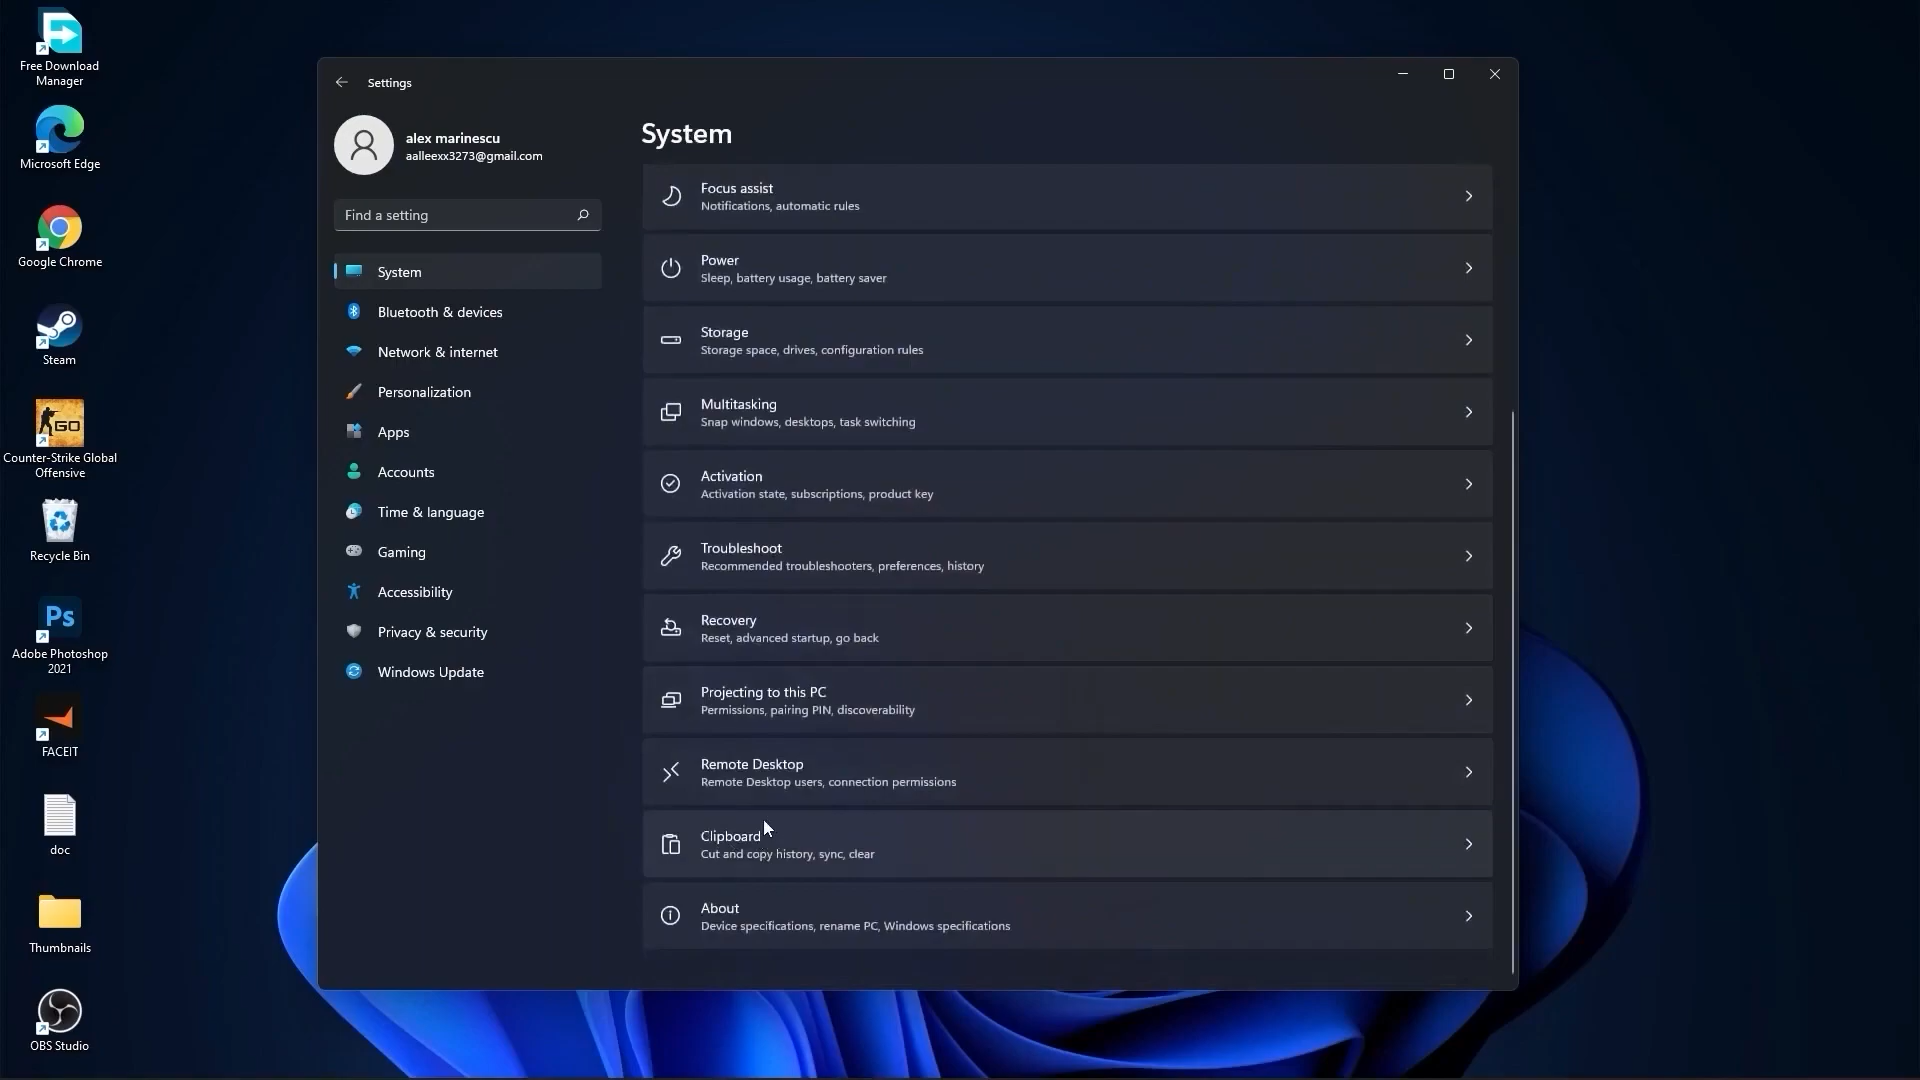 Free Download
Manager
Microsoft Edge
Google Chrome
Steam
GO
Counter-Strike Global
Offensive
Recycle Bin
Ps
Adobe Photoshop
2021
FACEIT
doc
Thumbnails
OBS Studio
Settings
alex marinescu
aalleexx3273@gmail.com
Find a setting
System
Bluetooth & devices
Network & internet
Personalization
Apps
Accounts
Time & language
Gaming
Accessibility
Privacy & security
Windows Update
System
Focus assist
Notifications, automatic rules
Power
Sleep, battery usage, battery saver
Storage
Storage space, drives, configuration rules
Multitasking
Snap windows, desktops, task switching
Activation
Activation state, subscriptions, product key
Troubleshoot
Recommended troubleshooters, preferences, history
Recovery
Reset, advanced startup, go back
Projecting to this PC
Permissions, pairing PIN, discoverability
Remote Desktop
Remote Desktop users, connection permissions
Clipboard
Cut and copy history, sync, clear
About
Device specifications, rename PC, Windows specifications